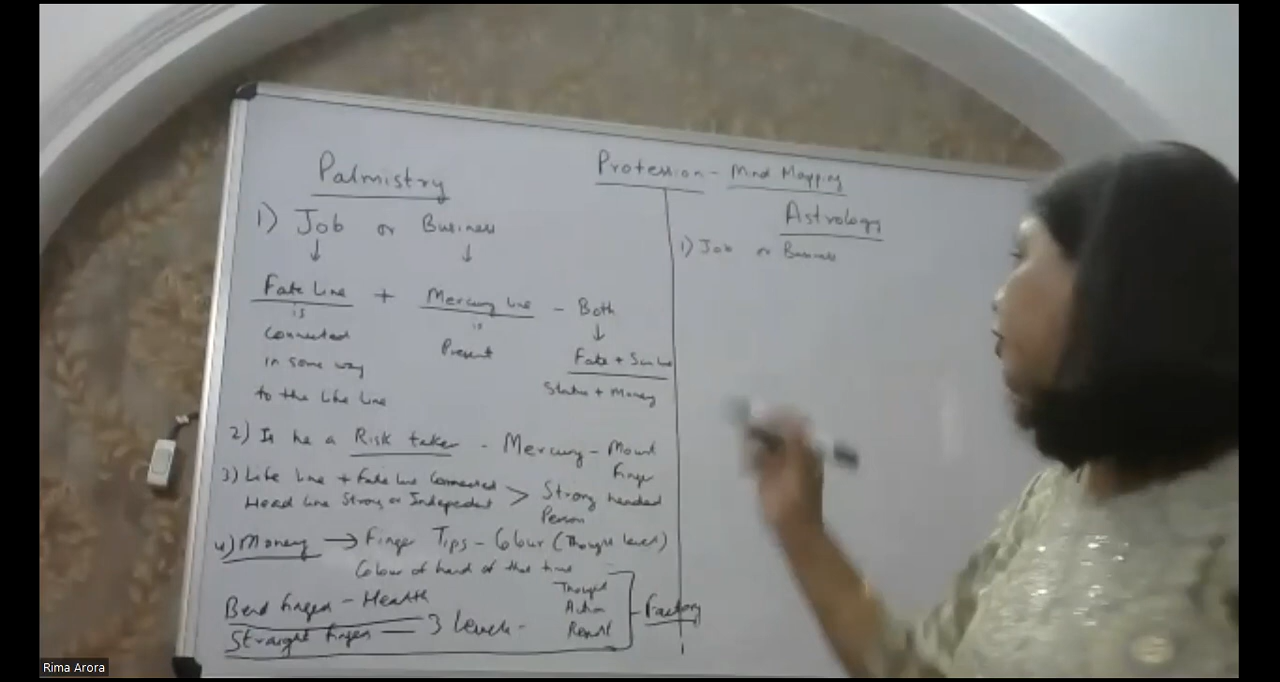 Profession - Mind Mapping
Palmistry
1) Job or Business
↓ ↓
Fate Line + Mercury Line - Both
is is ↓
Connected Present Fate + Sun Line
in some way Status + Money
to the Life Line
2) Is he a Risk taker - Mercury - Mount
Finger
3) Life Line + Fate Line Connected
Head Line Strong or Independent > Strong headed
Person
4) Money → Finger Tips - Colour (Thought level)
Colour of hand of that time
Bend fingers - Health
Straight fingers — 3 levels -
Thought
Action
Result
Factory
Astrology
1) Job or Business
Rima Arora